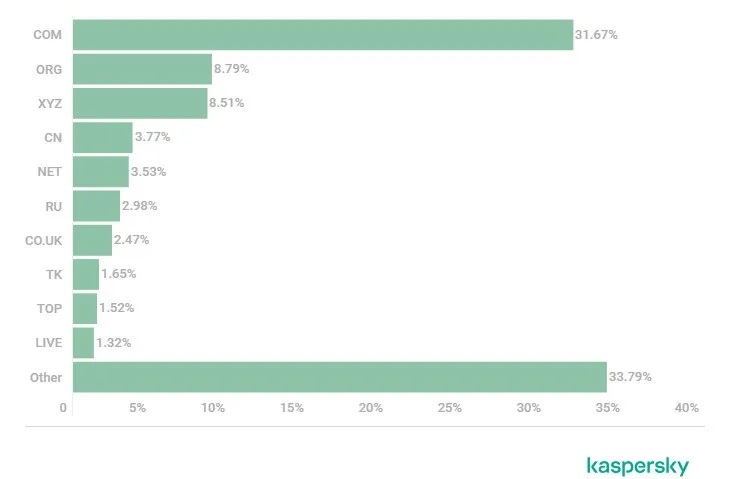 COM 31.67%
ORG 8.79%
XYZ 8.51%
CN 3.77%
NET 3.53%
RU 2.98%
CO.UK 2.47%
TK 1.65%
TOP 1.52%
LIVE 1.32%
Other 33.79%
0 5% 10% 15% 20% 25% 30% 35% 40%
kaspersky